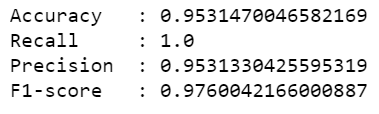 Accuracy : 0.9531470046582169
Recall : 1.0
Precision : 0.9531330425595319
F1-score : 0.9760042166000887